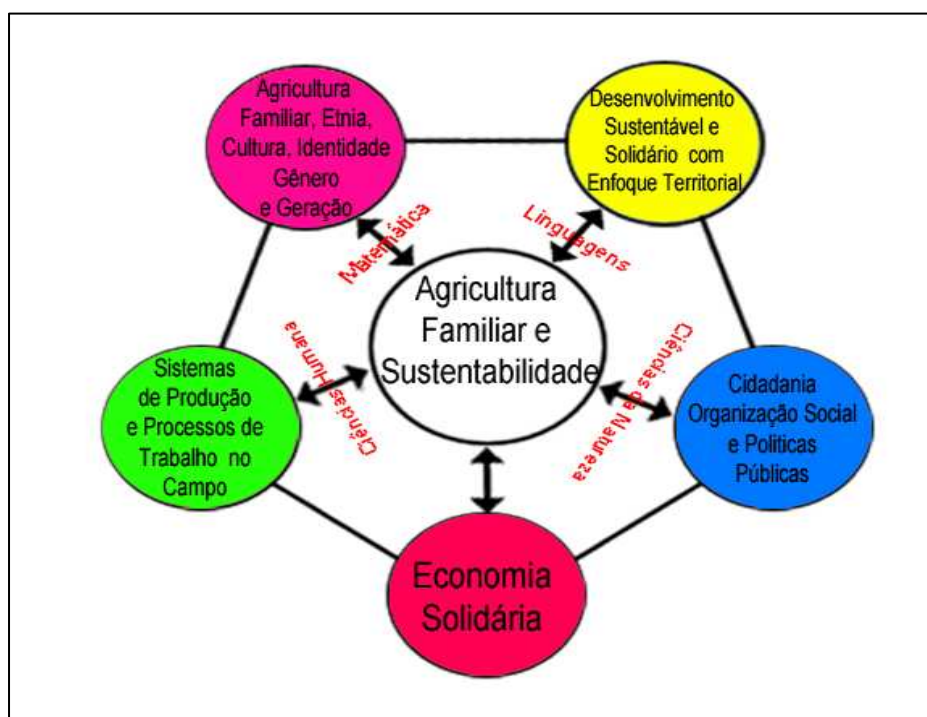 Agricultura
Familiar, Etnia,
Cultura, Identidade
Gênero
e Geração
Desenvolvimento
Sustentável e
Solidário com
Enfoque Territorial
Matemática
Linguagens
Agricultura
Familiar e
Sustentabilidade
Ciências Humana
Ciências da Natureza
Sistemas
de Produção
e Processos de
Trabalho no
Campo
Cidadania
Organização Social
e Politicas
Públicas
Economia
Solidária